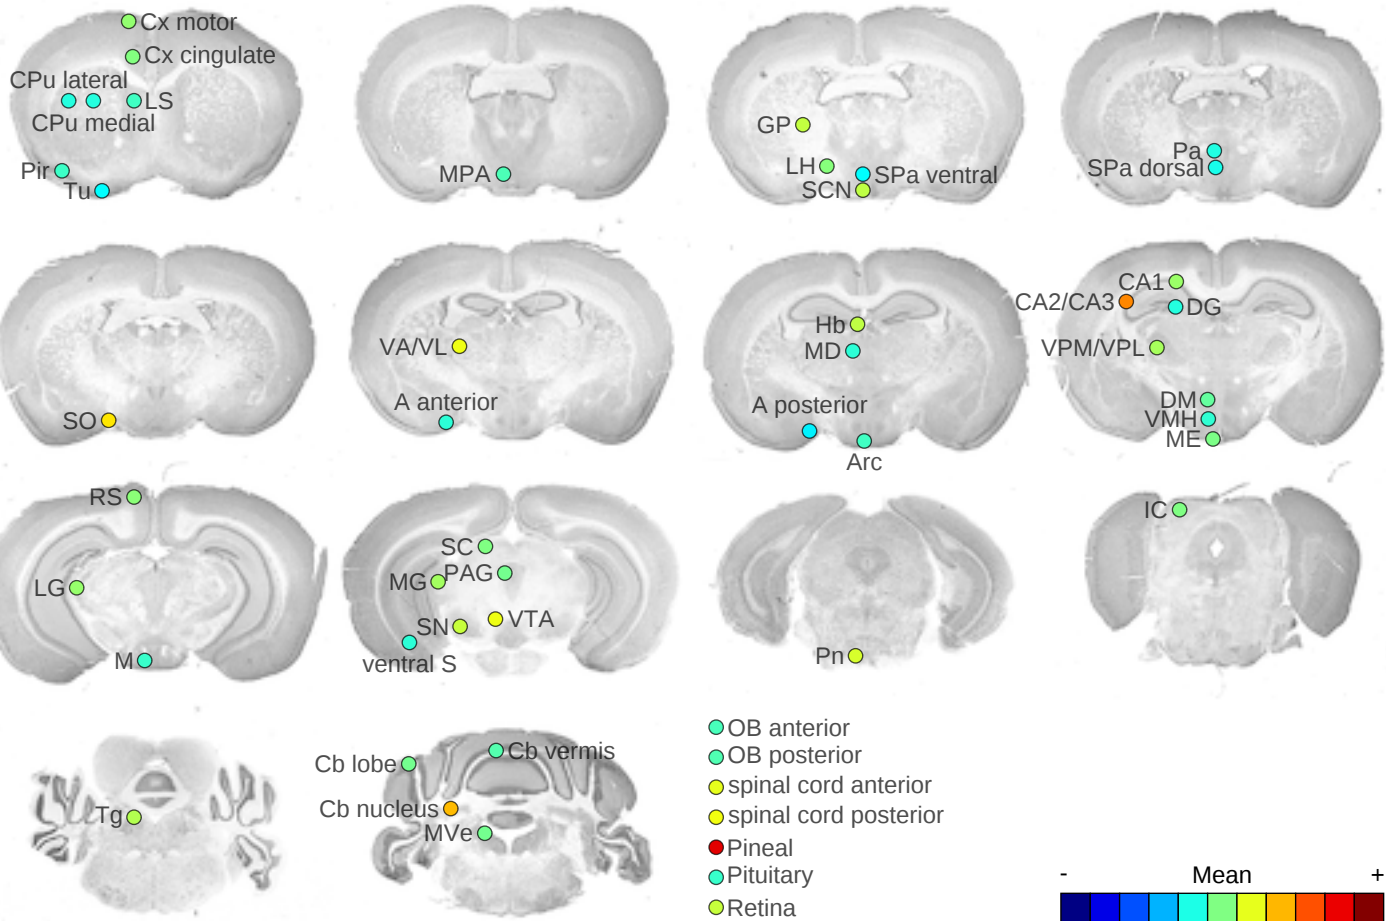 Cx motor
Cx cingulate
CPu lateral
LS
CPu medial
Pir
Tu
MPA
GP
LH
SPa ventral
SCN
Pa
SPa dorsal
SO
VA/VL
A anterior
Hb
MD
A posterior
Arc
CA1
CA2/CA3
DG
VPM/VPL
DM
VMH
ME
RS
LG
M
SC
PAG
MG
VTA
SN
ventral S
Pn
IC
Tg
Cb vermis
Cb lobe
Cb nucleus
MVe
OB anterior
OB posterior
spinal cord anterior
spinal cord posterior
Pineal
Pituitary
Retina
- Mean +